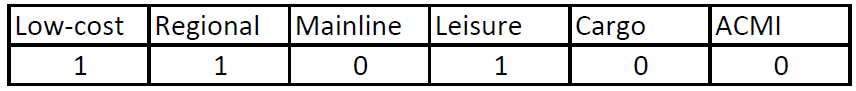 Low-cost Regional Mainline Leisure Cargo ACMI
1 1 0 1 0 0